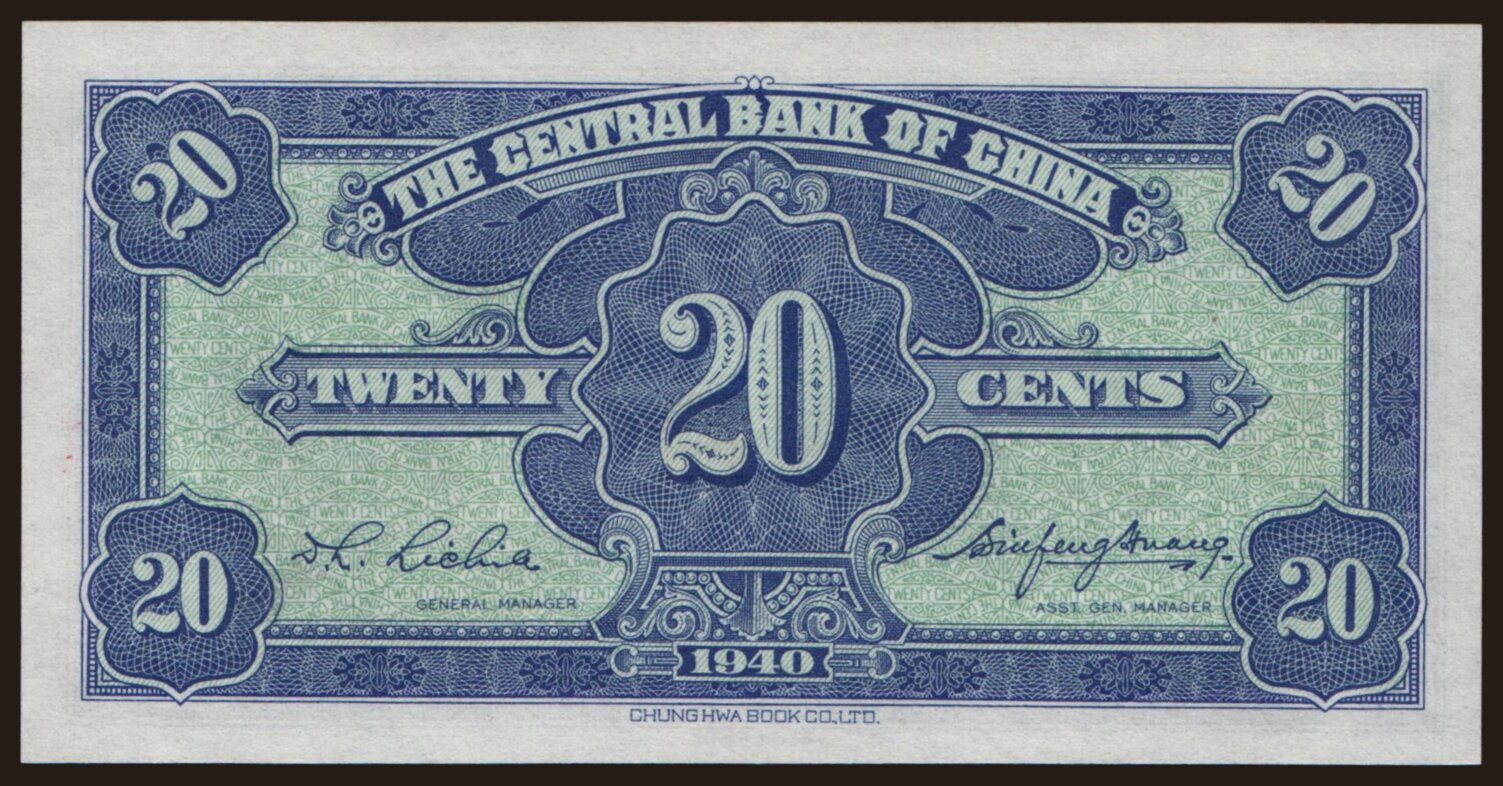 THE CENTRAL BANK OF CHINA
20 20
20
TWENTY CENTS
GENERAL MANAGER
ASST. GEN. MANAGER
20 20
1940
CHUNG HWA BOOK CO., LTD.